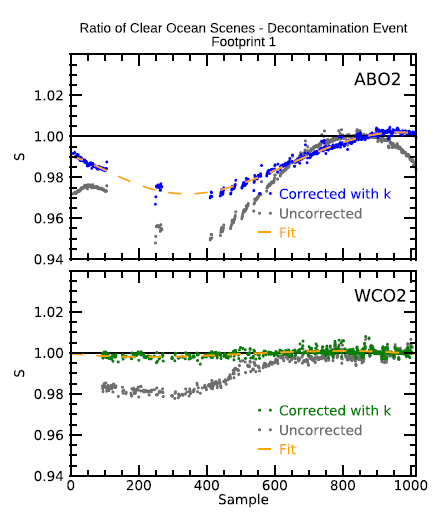 Ratio of Clear Ocean Scenes - Decontamination Event
Footprint 1
ABO2
1.02
1.00
0.98
0.96
0.94
S
Corrected with k
Uncorrected
Fit
WCO2
1.02
1.00
0.98
0.96
0.94
S
Corrected with k
Uncorrected
Fit
0 200 400 600 800 1000
Sample